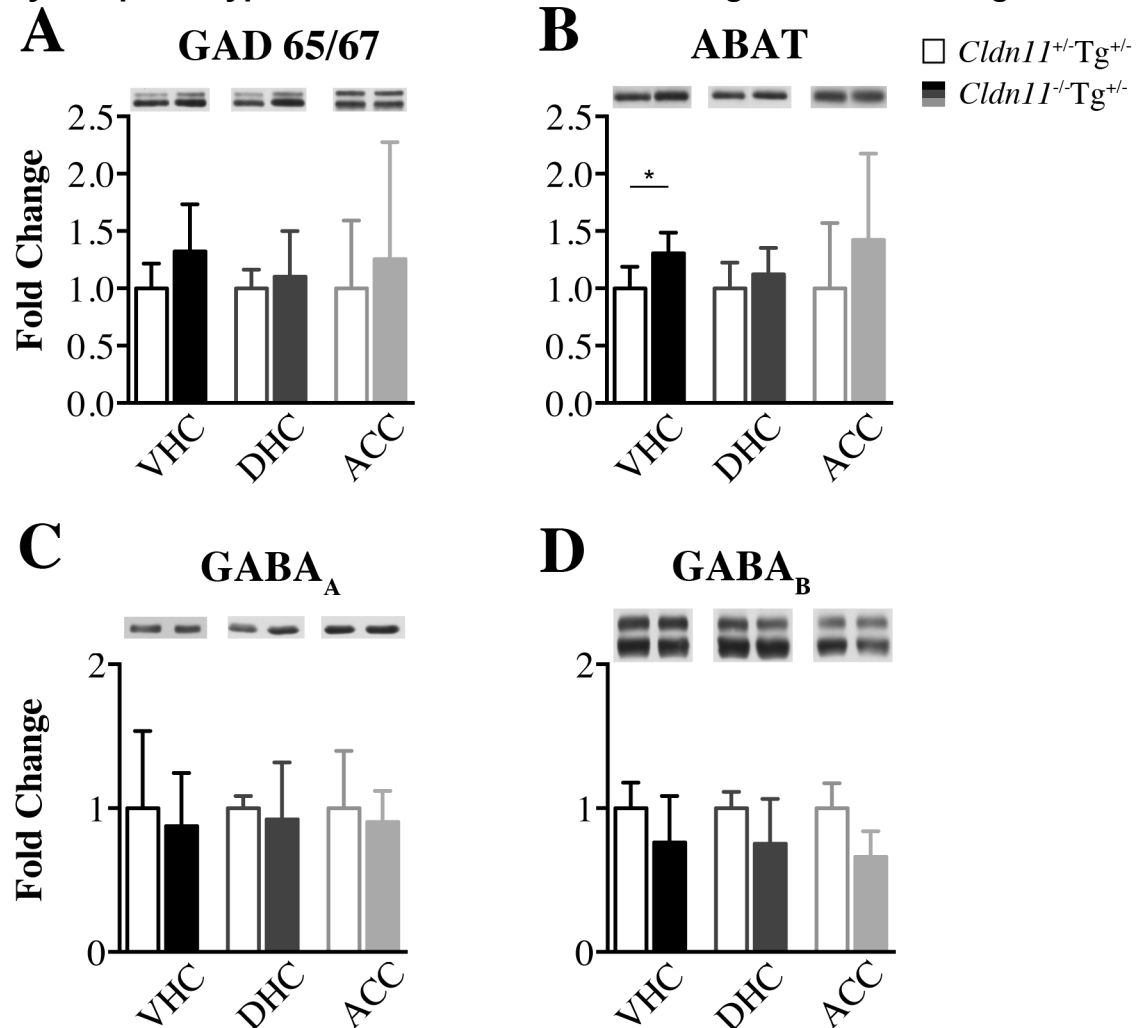 A
GAD 65/67
B
ABAT
Cldn11+/-Tg+/-
Cldn11-/-Tg+/-
Fold Change
2.5
2.0
1.5
1.0
0.5
0.0
VHC
DHC
ACC
2.5
2.0
1.5
1.0
0.5
0.0
*
VHC
DHC
ACC
C
GABAA
D
GABAB
Fold Change
2
1
0
VHC
DHC
ACC
2
1
0
VHC
DHC
ACC